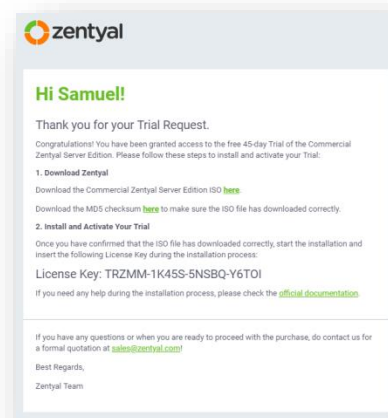 zentyal
Hi Samuel!
Thank you for your Trial Request.
Congratulations! You have been granted access to the free 45-day Trial of the Commercial
Zentyal Server Edition. Please follow these steps to install and activate your Trial:
1. Download Zentyal
Download the Commercial Zentyal Server Edition ISO here.
Download the MD5 checksum here to make sure the ISO file has downloaded correctly.
2. Install and Activate Your Trial
Once you have confirmed that the ISO file has downloaded correctly, start the installation and
insert the following License Key during the installation process:
License Key: TRZMM-1K45S-5NSBQ-Y6TOI
If you need any help during the installation process, please check the official documentation.
If you have any questions or when you are ready to proceed with the purchase, do contact us for
a formal quotation at sales@zentyal.com!
Best Regards,
Zentyal Team